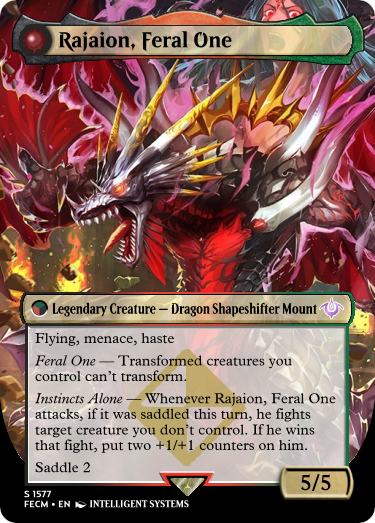 Rajaion, Feral One
Legendary Creature — Dragon Shapeshifter Mount
Flying, menace, haste
Feral One — Transformed creatures you
control can't transform.
Instincts Alone — Whenever Rajaion, Feral One
attacks, if it was saddled this turn, he fights
target creature you don't control. If he wins
that fight, put two +1/+1 counters on him.
Saddle 2
5/5
S 1577
FECM • EN INTELLIGENT SYSTEMS